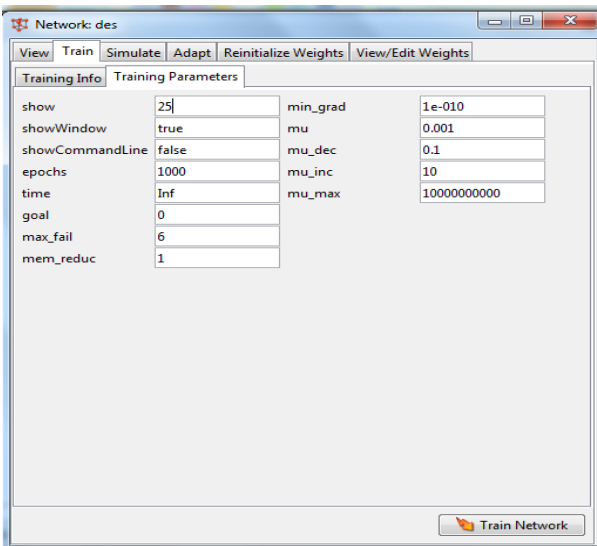 Network: des
View Train Simulate Adapt Reinitialize Weights View/Edit Weights
Training Info Training Parameters
show 25 min_grad 1e-010
showWindow true mu 0.001
showCommandLine false mu_dec 0.1
epochs 1000 mu_inc 10
time Inf mu_max 10000000000
goal 0
max_fail 6
mem_reduc 1
Train Network